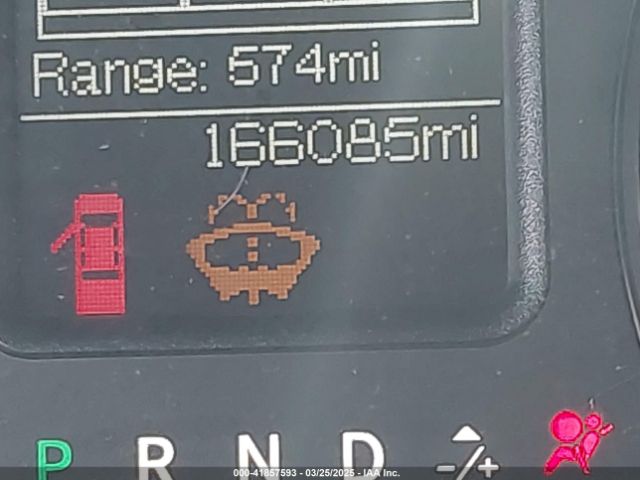 Range: 574mi
166085mi
P R N D -/+
000-41857593 - 03/25/2025 - IAA Inc.